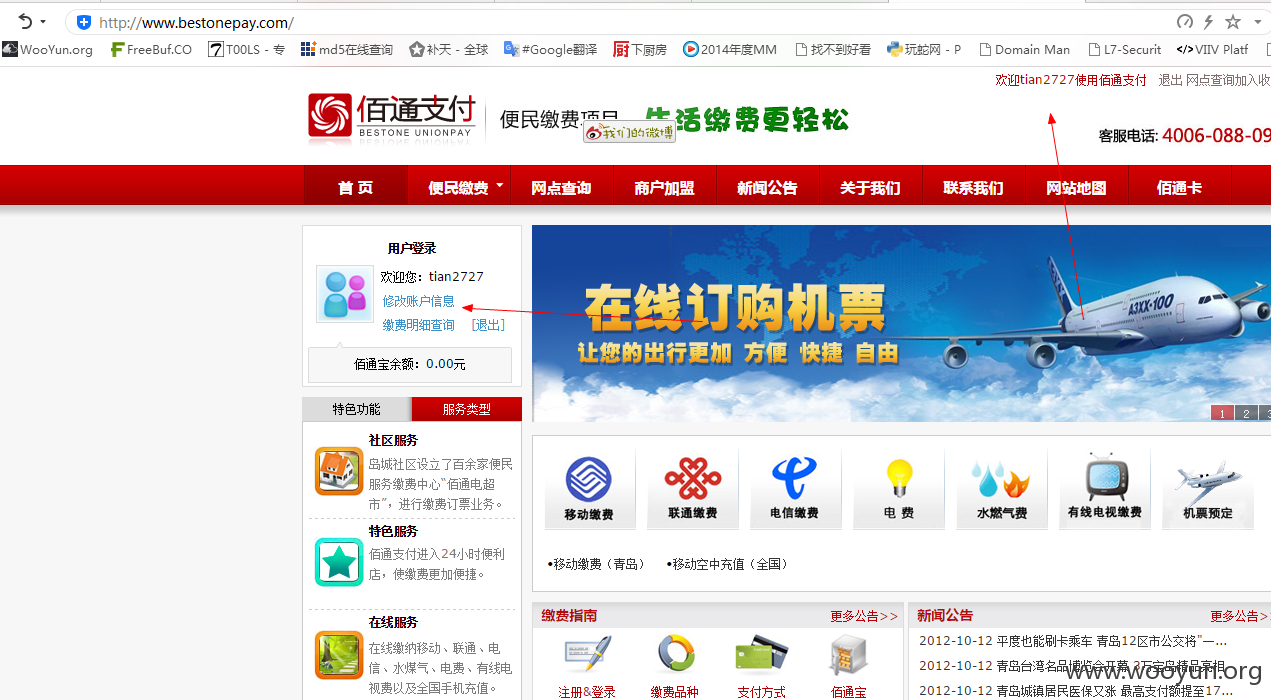 http://www.bestonepay.com/
WooYun.org FreeBuf.CO T00LS - 专 md5在线查询 补天 - 全球 #Google翻译 下厨房 2014年度MM 找不到好看 玩蛇网 - P Domain Man L7-Securit VIIV Platf
欢迎tian2727使用佰通支付 退出 网点查询加入收
佰通支付
BESTONE UNIONPAY
便民缴费项目 生活缴费更轻松
我们的微博
客服电话: 4006-088-09
首 页 便民缴费 网点查询 商户加盟 新闻公告 关于我们 联系我们 网站地图 佰通卡
用户登录
欢迎您: tian2727
修改账户信息
缴费明细查询 [退出]
佰通宝余额: 0.00元
在线订购机票
让您的出行更加 方便 快捷 自由
A3XX-100
1 2 3
特色功能 服务类型
社区服务
岛城社区设立了百余家便民
服务缴费中心“佰通电超
市”，进行缴费订票业务。
特色服务
佰通支付进入24小时便利
店，使缴费更加便捷。
在线服务
在线缴纳移动、联通、电
信、水煤气、电费、有线电
视费以及全国手机充值。
移动缴费 联通缴费 电信缴费 电 费 水燃气费 有线电视缴费 机票预定
•移动缴费（青岛） •移动空中充值（全国）
缴费指南 更多公告>>
注册&登录 缴费品种 支付方式 佰通宝
新闻公告 更多公告>
2012-10-12 平度也能刷卡乘车 青岛12区市公交将"一...
2012-10-12 青岛台湾名品博览会开幕 2万宝岛精品亮相
2012-10-12 青岛城镇居民医保又涨 最高支付额提至17...
www.wooyun.org